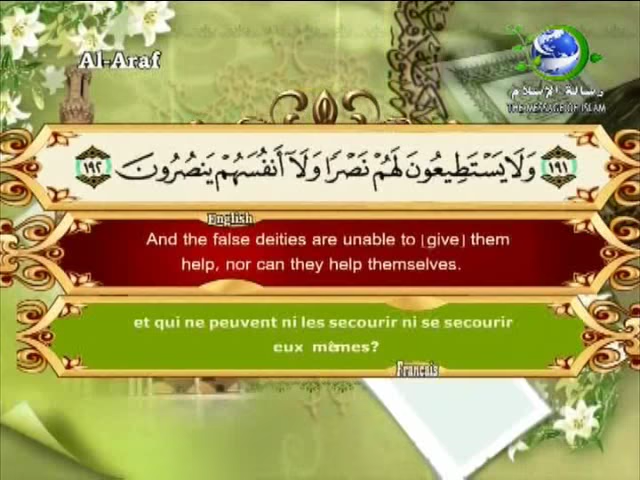 Al-Araf
رسالة الإسلام
THE MESSAGE OF ISLAM
١٩١ وَلَا يَسْتَطِيعُونَ لَهُمْ نَصْرًا وَلَآ أَنفُسَهُمْ يَنصُرُونَ ١٩٢
English
And the false deities are unable to [give] them
help, nor can they help themselves.
et qui ne peuvent ni les secourir ni se secourir
eux mêmes?
Français